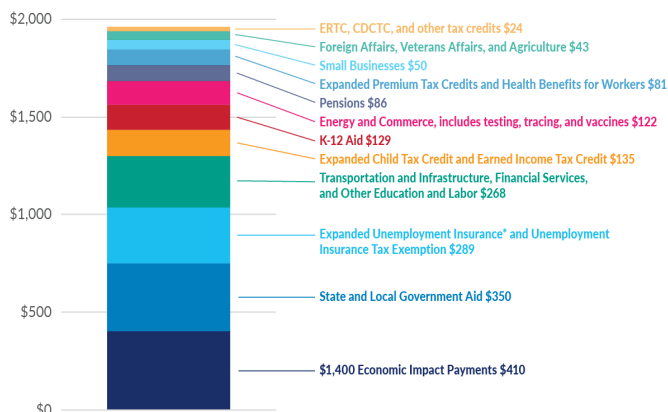 $2,000
ERTC, CDCTC, and other tax credits $24
Foreign Affairs, Veterans Affairs, and Agriculture $43
Small Businesses $50
Expanded Premium Tax Credits and Health Benefits for Workers $81
Pensions $86
$1,500
Energy and Commerce, includes testing, tracing, and vaccines $122
K-12 Aid $129
Expanded Child Tax Credit and Earned Income Tax Credit $135
Transportation and Infrastructure, Financial Services,
and Other Education and Labor $268
$1,000
Expanded Unemployment Insurance* and Unemployment
Insurance Tax Exemption $289
State and Local Government Aid $350
$500
$1,400 Economic Impact Payments $410
$0